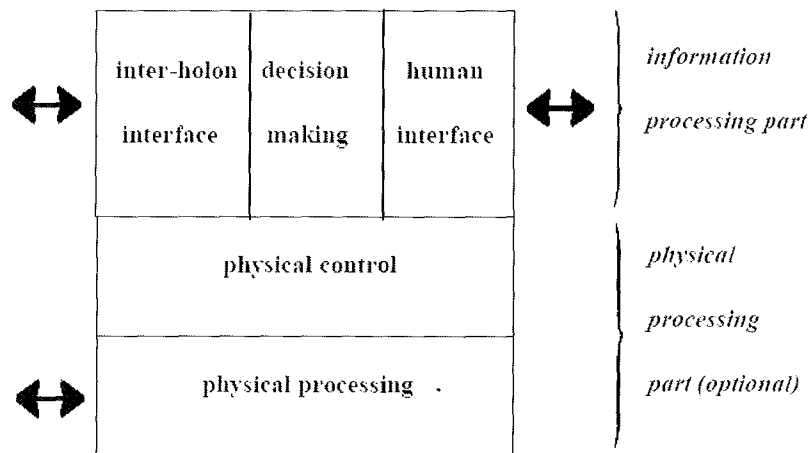 inter-holon interface
decision making
human interface
information processing part
physical control
physical processing
physical processing part (optional)